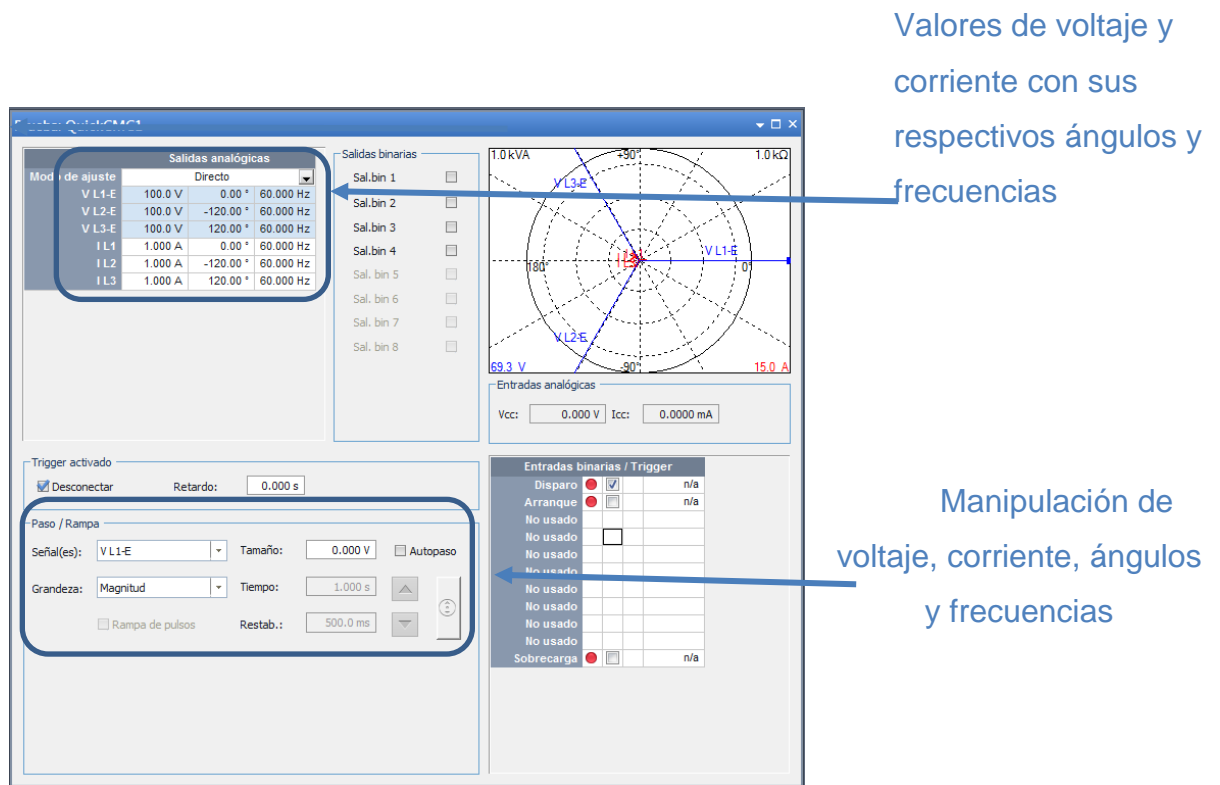 Valores de voltaje y
corriente con sus
respectivos ángulos y
frecuencias
Salidas analógicas
Modo de ajuste Directo
V L1-E 100.0 V 0.00 ° 60.000 Hz
V L2-E 100.0 V -120.00 ° 60.000 Hz
V L3-E 100.0 V 120.00 ° 60.000 Hz
I L1 1.000 A 0.00 ° 60.000 Hz
I L2 1.000 A -120.00 ° 60.000 Hz
I L3 1.000 A 120.00 ° 60.000 Hz
Salidas binarias
Sal.bin 1
Sal.bin 2
Sal.bin 3
Sal.bin 4
Sal. bin 5
Sal. bin 6
Sal. bin 7
Sal. bin 8
1.0 kVA +90° 1.0 kΩ
V L3-E
V L1-E
180° 0°
V L2-E
69.3 V -90° 15.0 A
Entradas analógicas
Vcc: 0.000 V Icc: 0.0000 mA
Trigger activado
Desconectar Retardo: 0.000 s
Paso / Rampa
Señal(es): V L1-E Tamaño: 0.000 V Autopaso
Grandeza: Magnitud Tiempo: 1.000 s
Rampa de pulsos Restab.: 500.0 ms
Entradas binarias / Trigger
Disparo n/a
Arranque n/a
No usado
No usado
No usado
No usado
No usado
No usado
No usado
No usado
Sobrecarga n/a
Manipulación de
voltaje, corriente, ángulos
y frecuencias